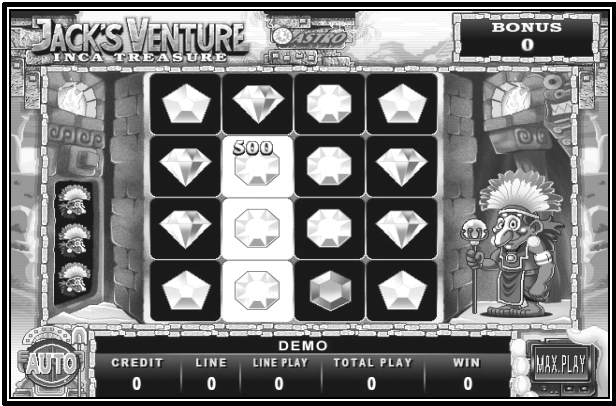 JACK'S VENTURE
INCA TREASURE
ASTRO
BONUS
0
500
DEMO
CREDIT LINE LINE PLAY TOTAL PLAY WIN
0 0 0 0 0
AUTO
MAX.PLAY